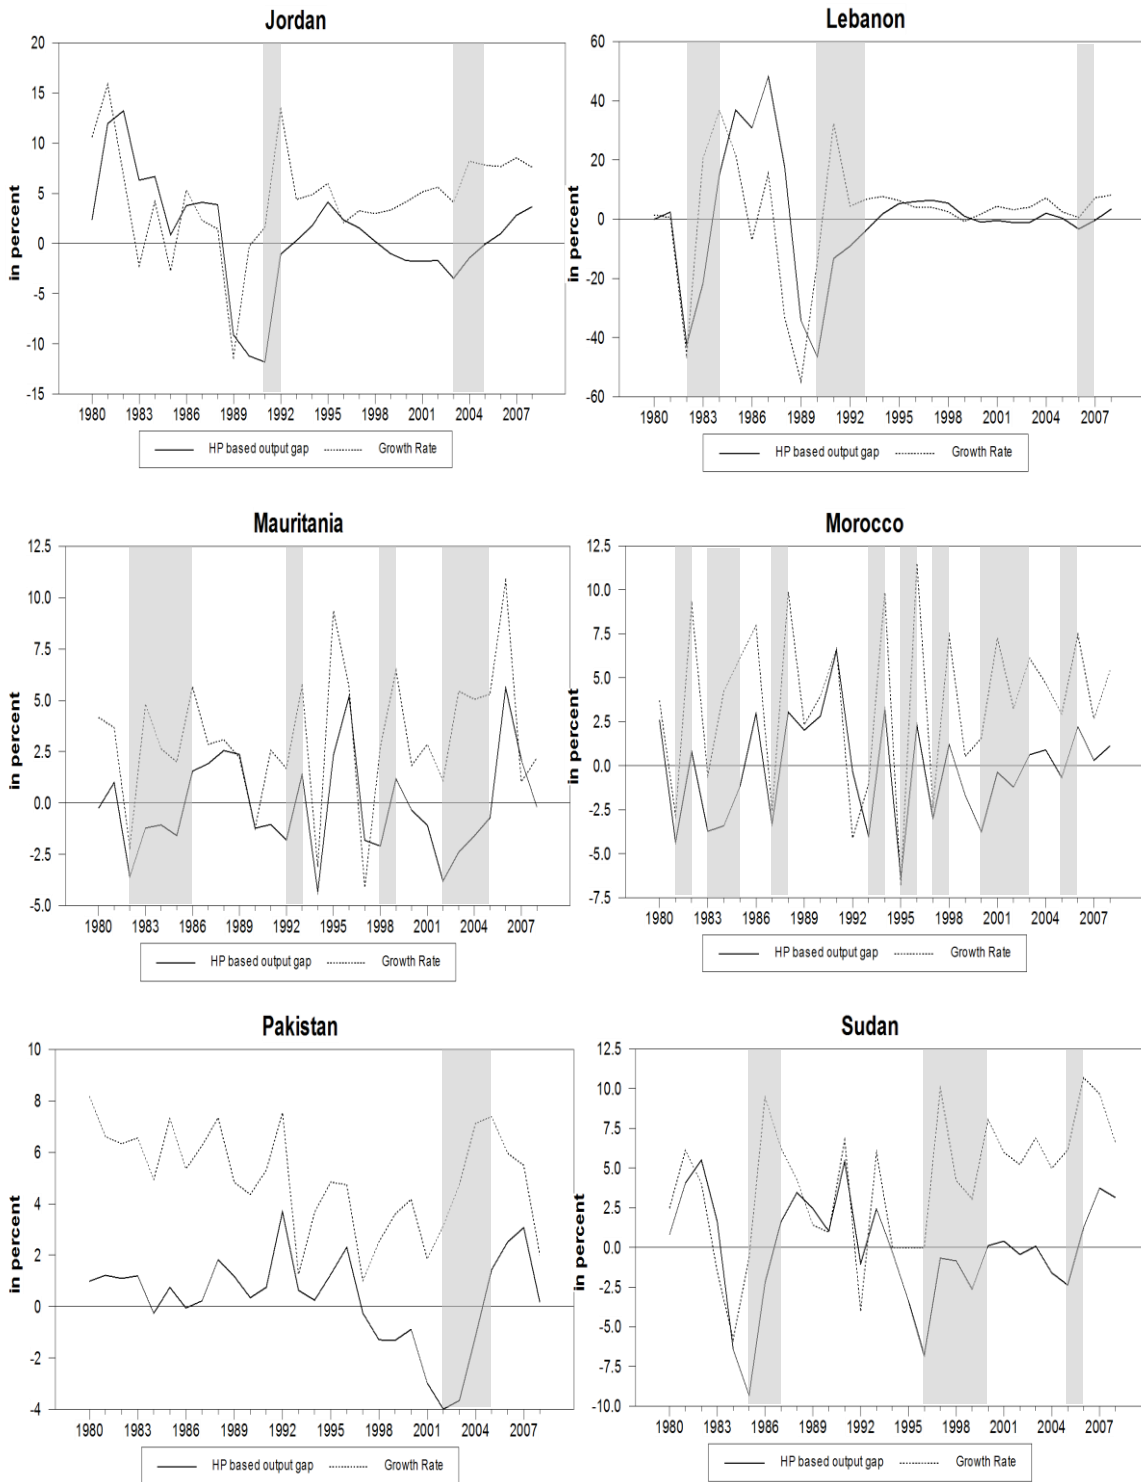 Jordan
in percent
20
15
10
5
0
-5
-10
-15
1980 1983 1986 1989 1992 1995 1998 2001 2004 2007
HP based output gap Growth Rate
Lebanon
in percent
60
40
20
0
-20
-40
-60
1980 1983 1986 1989 1992 1995 1998 2001 2004 2007
HP based output gap Growth Rate
Mauritania
in percent
12.5
10.0
7.5
5.0
2.5
0.0
-2.5
-5.0
1980 1983 1986 1989 1992 1995 1998 2001 2004 2007
HP based output gap Growth Rate
Morocco
in percent
12.5
10.0
7.5
5.0
2.5
0.0
-2.5
-5.0
-7.5
1980 1983 1986 1989 1992 1995 1998 2001 2004 2007
HP based output gap Growth Rate
Pakistan
in percent
10
8
6
4
2
0
-2
-4
1980 1983 1986 1989 1992 1995 1998 2001 2004 2007
HP based output gap Growth Rate
Sudan
in percent
12.5
10.0
7.5
5.0
2.5
0.0
-2.5
-5.0
-7.5
-10.0
1980 1983 1986 1989 1992 1995 1998 2001 2004 2007
HP based output gap Growth Rate